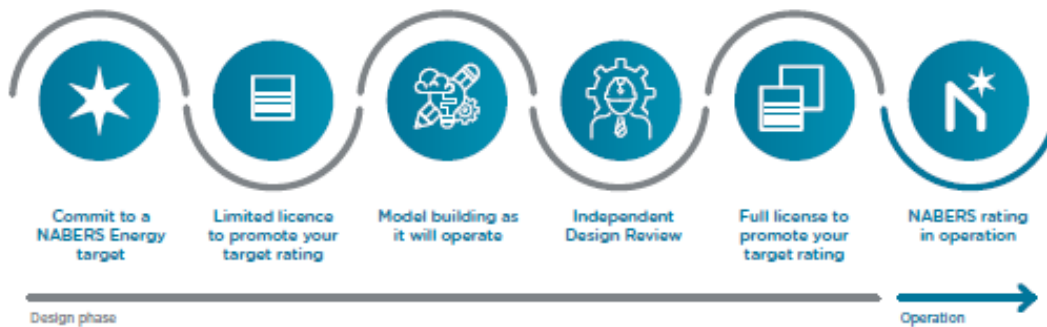 Commit to a
NABERS Energy
target
Limited licence
to promote your
target rating
Model building as
it will operate
Independent
Design Review
Full license to
promote your
target rating
NABERS rating
in operation
Design phase
Operation